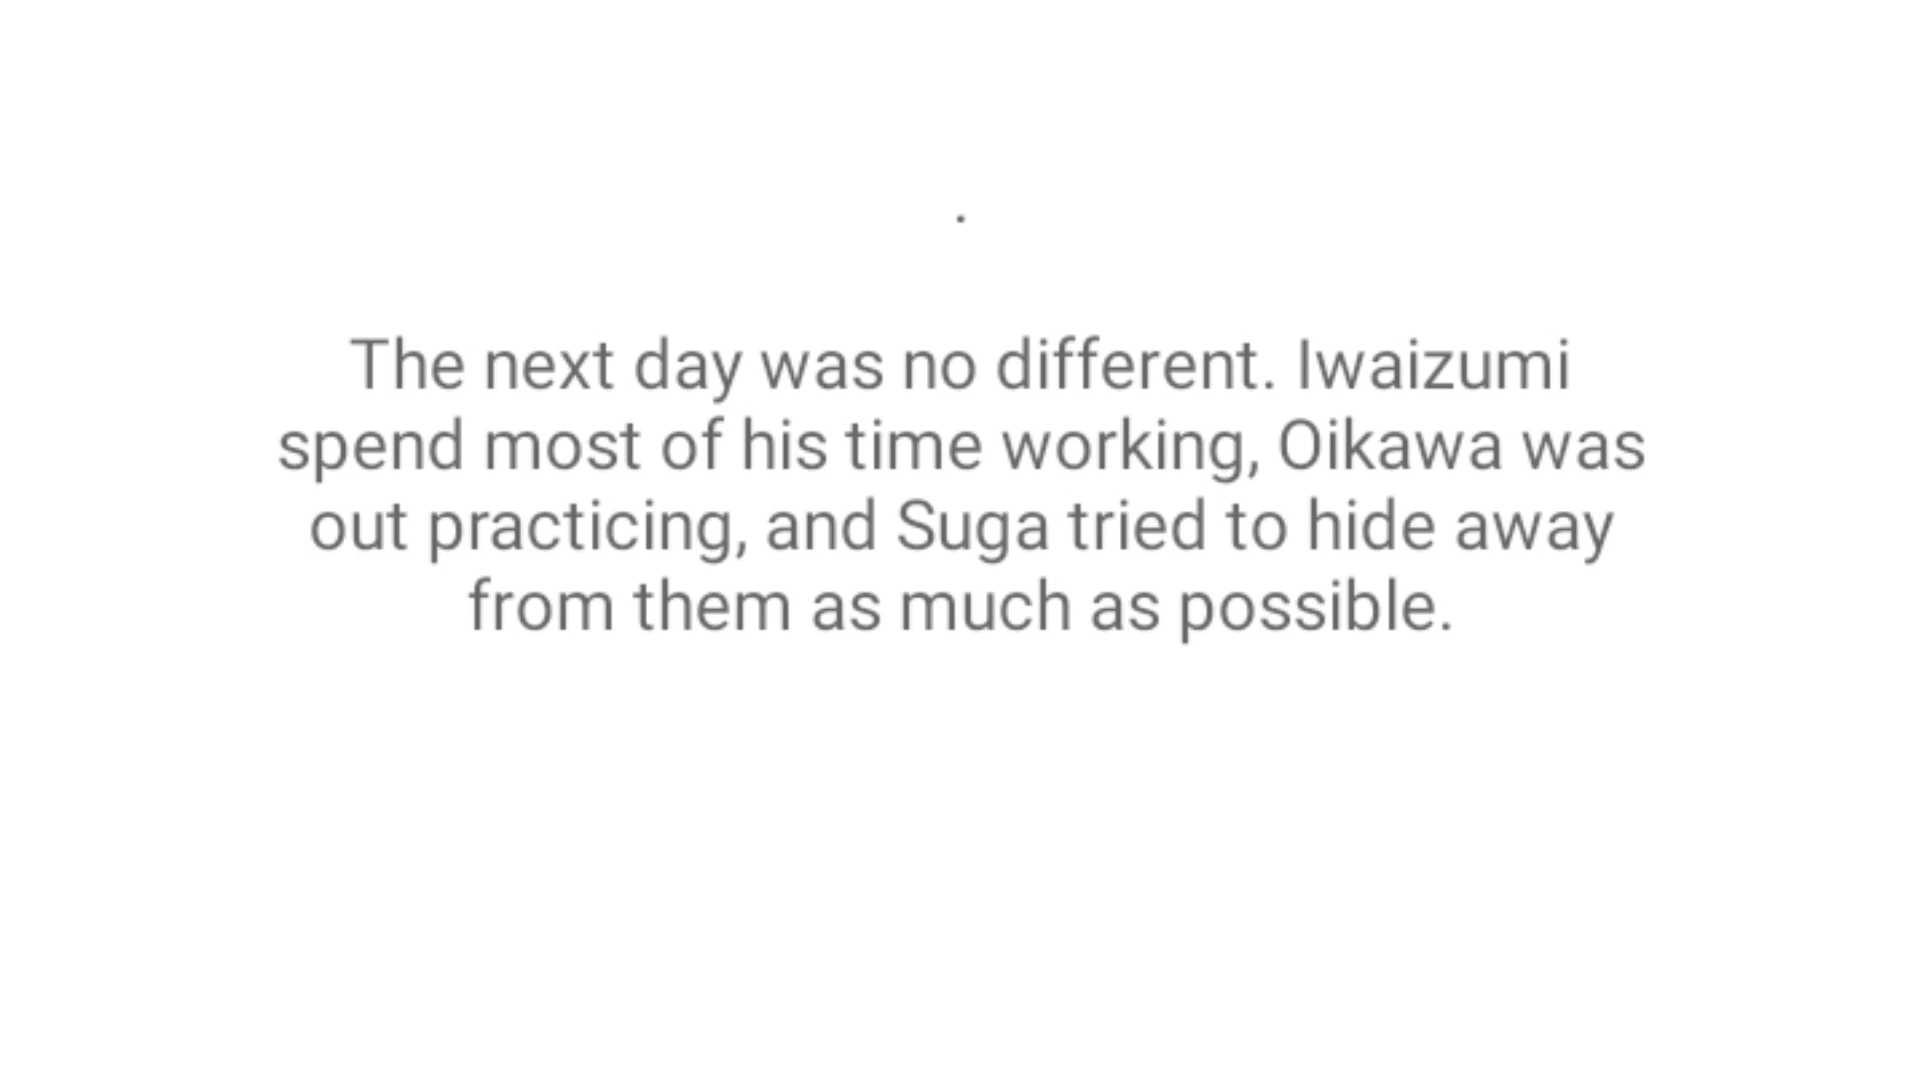 .
The next day was no different. Iwaizumi
spend most of his time working, Oikawa was
out practicing, and Suga tried to hide away
from them as much as possible.